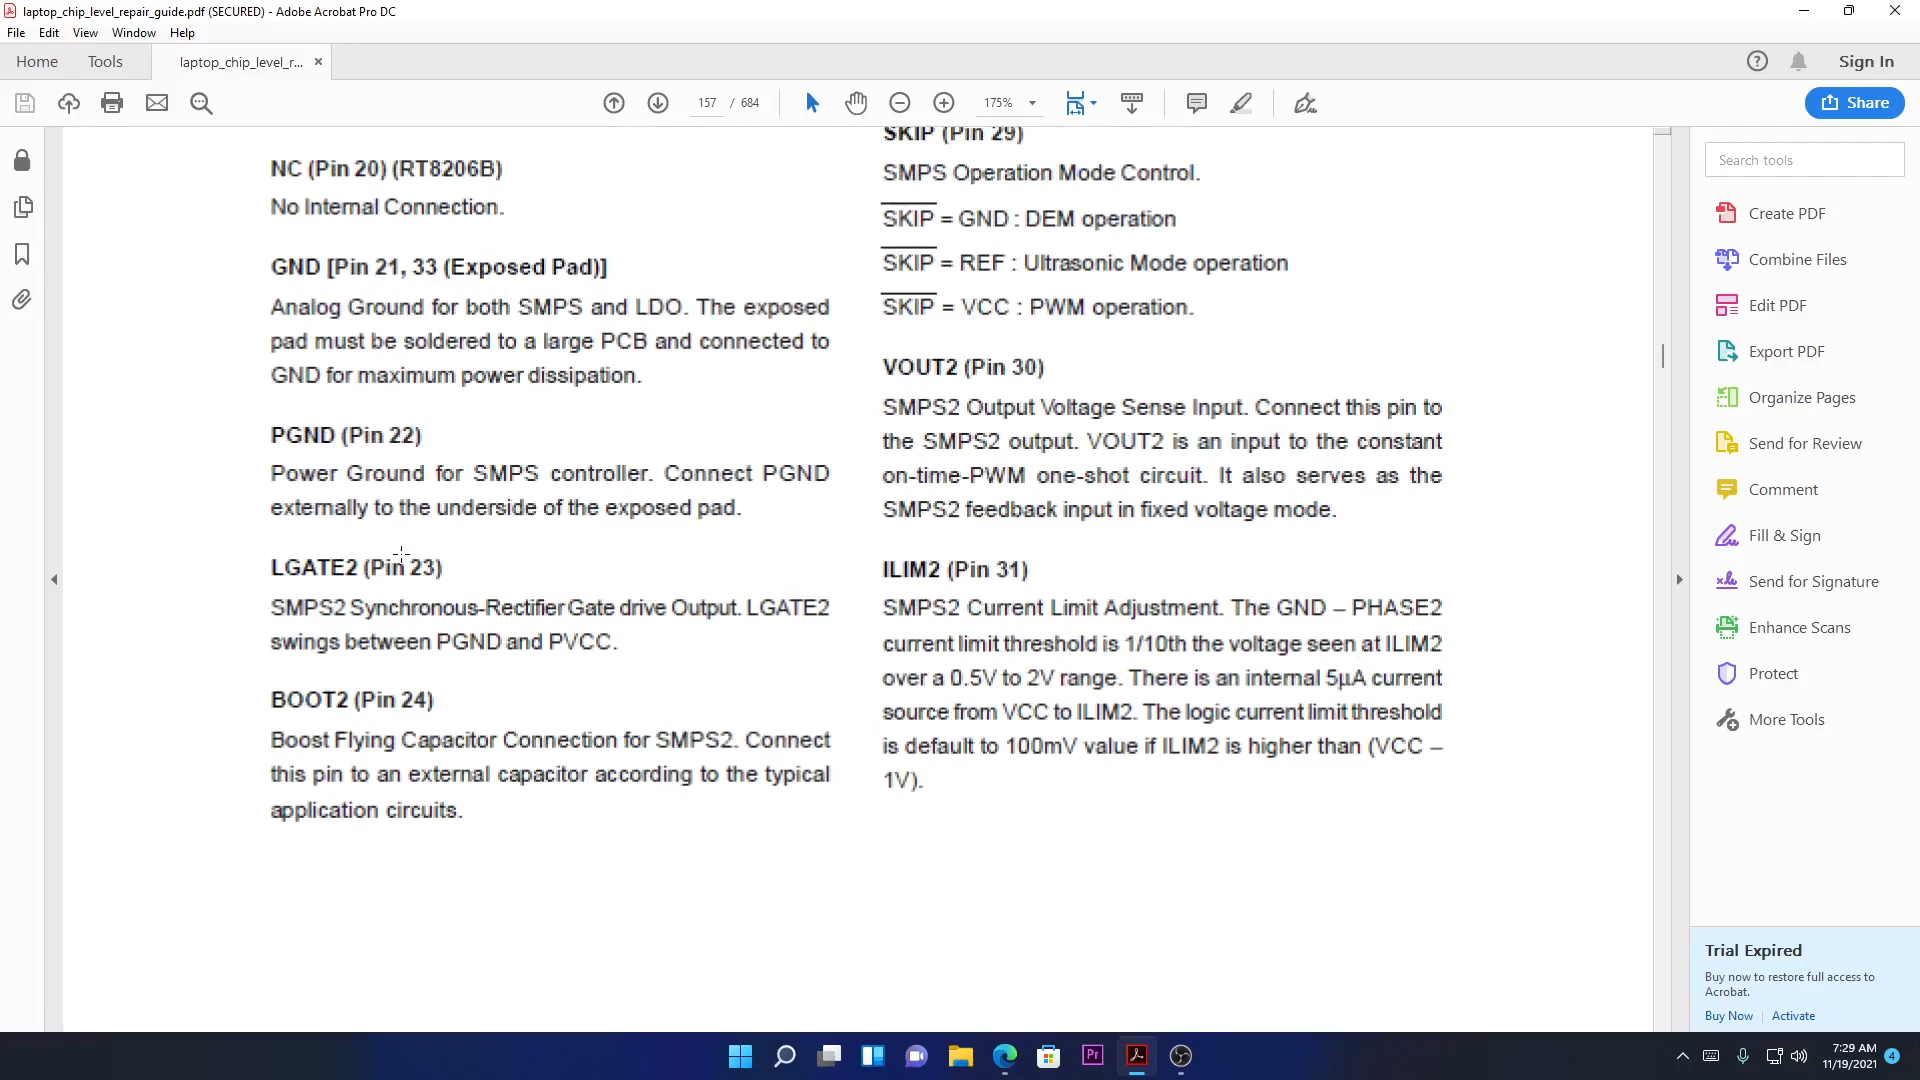 laptop_chip_level_repair_guide.pdf (SECURED) - Adobe Acrobat Pro DC
File Edit View Window Help
Home Tools laptop_chip_level_r... × Sign In
157 / 684 175% Share
NC (Pin 20) (RT8206B)
No Internal Connection.
GND [Pin 21, 33 (Exposed Pad)]
Analog Ground for both SMPS and LDO. The exposed
pad must be soldered to a large PCB and connected to
GND for maximum power dissipation.
PGND (Pin 22)
Power Ground for SMPS controller. Connect PGND
externally to the underside of the exposed pad.
LGATE2 (Pin 23)
SMPS2 Synchronous-Rectifier Gate drive Output. LGATE2
swings between PGND and PVCC.
BOOT2 (Pin 24)
Boost Flying Capacitor Connection for SMPS2. Connect
this pin to an external capacitor according to the typical
application circuits.
SKIP (Pin 29)
SMPS Operation Mode Control.
SKIP = GND : DEM operation
SKIP = REF : Ultrasonic Mode operation
SKIP = VCC : PWM operation.
VOUT2 (Pin 30)
SMPS2 Output Voltage Sense Input. Connect this pin to
the SMPS2 output. VOUT2 is an input to the constant
on-time-PWM one-shot circuit. It also serves as the
SMPS2 feedback input in fixed voltage mode.
ILIM2 (Pin 31)
SMPS2 Current Limit Adjustment. The GND – PHASE2
current limit threshold is 1/10th the voltage seen at ILIM2
over a 0.5V to 2V range. There is an internal 5µA current
source from VCC to ILIM2. The logic current limit threshold
is default to 100mV value if ILIM2 is higher than (VCC –
1V).
Search tools
Create PDF
Combine Files
Edit PDF
Export PDF
Organize Pages
Send for Review
Comment
Fill & Sign
Send for Signature
Enhance Scans
Protect
More Tools
Trial Expired
Buy now to restore full access to
Acrobat.
Buy Now | Activate
Pr
7:29 AM
11/19/2021 4